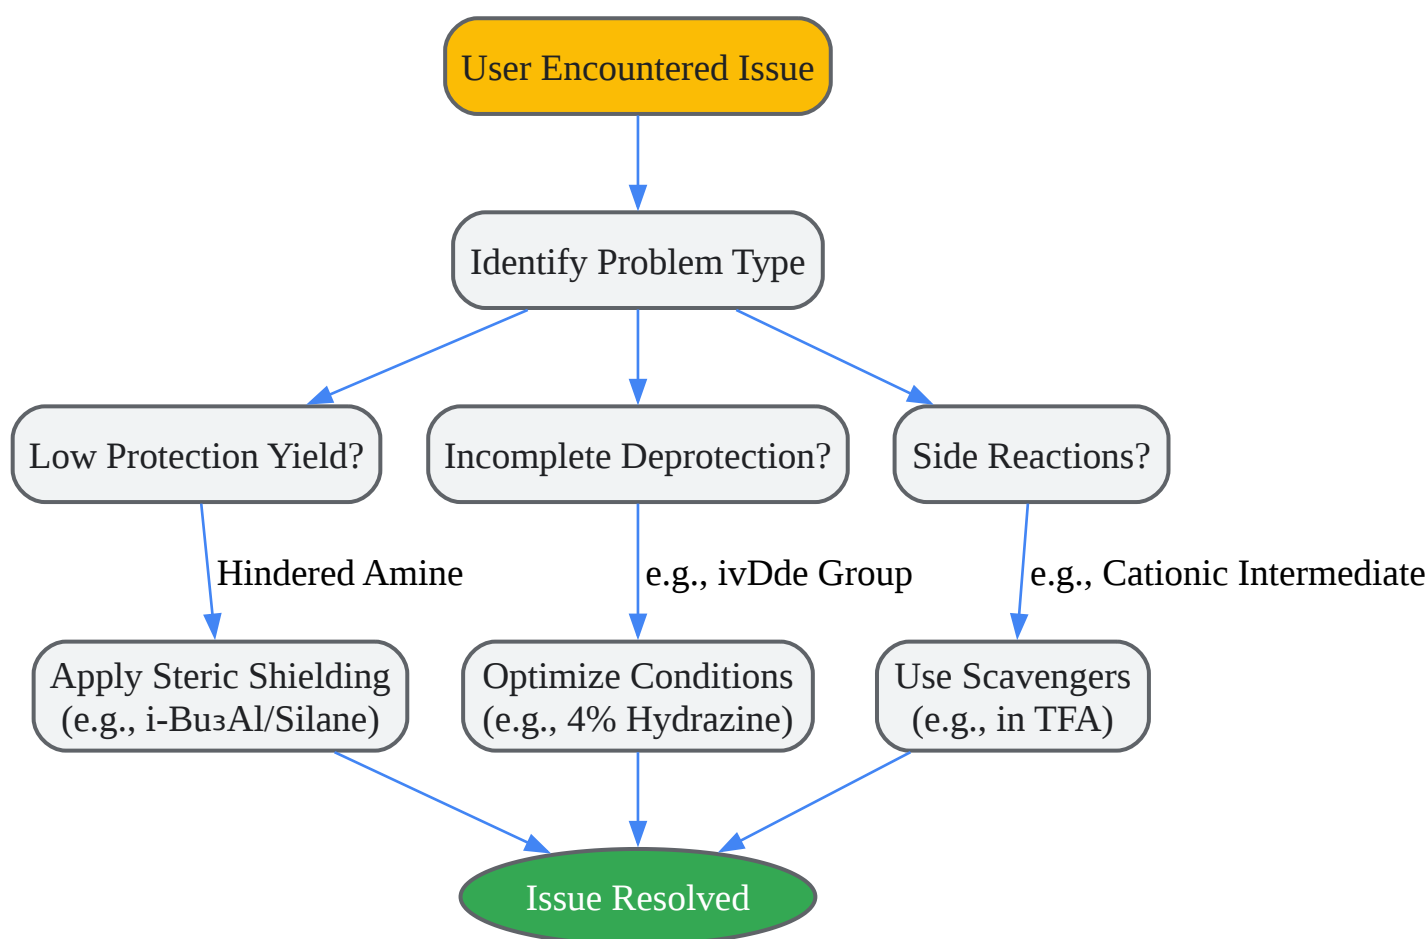 User Encountered Issue
Identify Problem Type
Low Protection Yield?
Incomplete Deprotection?
Side Reactions?
Hindered Amine
e.g., ivDde Group
e.g., Cationic Intermediate
Apply Steric Shielding
(e.g., i-Bu₃Al/Silane)
Optimize Conditions
(e.g., 4% Hydrazine)
Use Scavengers
(e.g., in TFA)
Issue Resolved